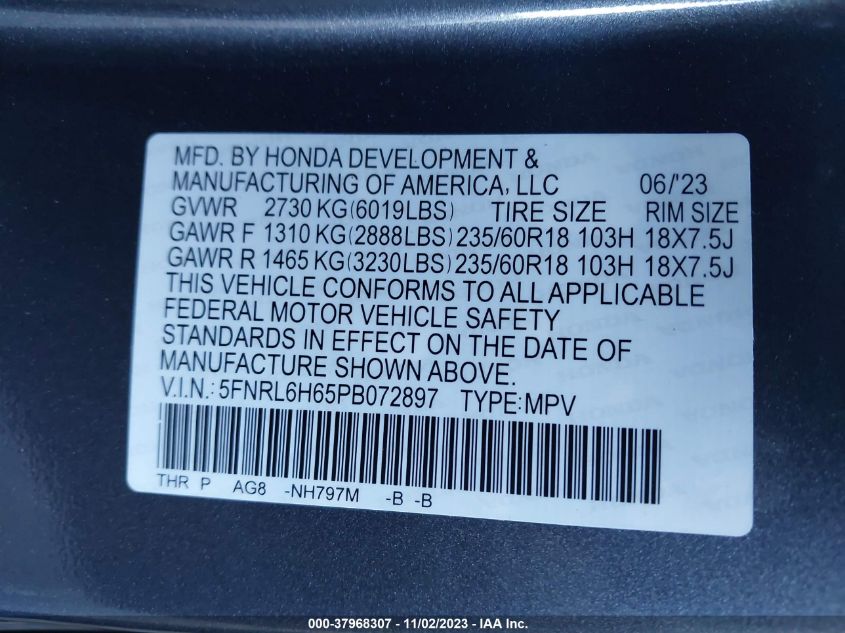 MFD. BY HONDA DEVELOPMENT &
MANUFACTURING OF AMERICA, LLC 06/'23
GVWR 2730 KG(6019LBS) TIRE SIZE RIM SIZE
GAWR F 1310 KG(2888LBS) 235/60R18 103H 18X7.5J
GAWR R 1465 KG(3230LBS) 235/60R18 103H 18X7.5J
THIS VEHICLE CONFORMS TO ALL APPLICABLE
FEDERAL MOTOR VEHICLE SAFETY
STANDARDS IN EFFECT ON THE DATE OF
MANUFACTURE SHOWN ABOVE.
V.I.N.: 5FNRL6H65PB072897 TYPE:MPV
THR P AG8 -NH797M -B -B
000-37968307 - 11/02/2023 - IAA Inc.